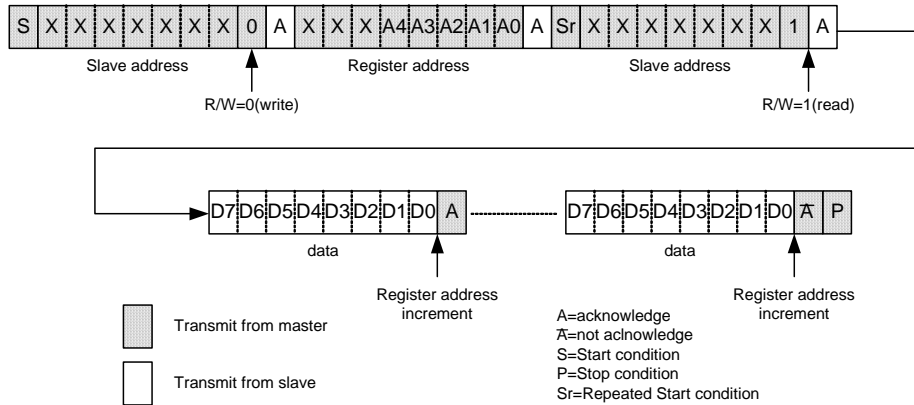 S X X X X X X X 0 A X X X A4 A3 A2 A1 A0 A Sr X X X X X X X 1 A
Slave address Register address Slave address
R/W=0(write) R/W=1(read)
D7 D6 D5 D4 D3 D2 D1 D0 A D7 D6 D5 D4 D3 D2 D1 D0 A̅ P
data data
Register address Register address
increment increment
Transmit from master
Transmit from slave
A=acknowledge
A̅=not aclnowledge
S=Start condition
P=Stop condition
Sr=Repeated Start condition